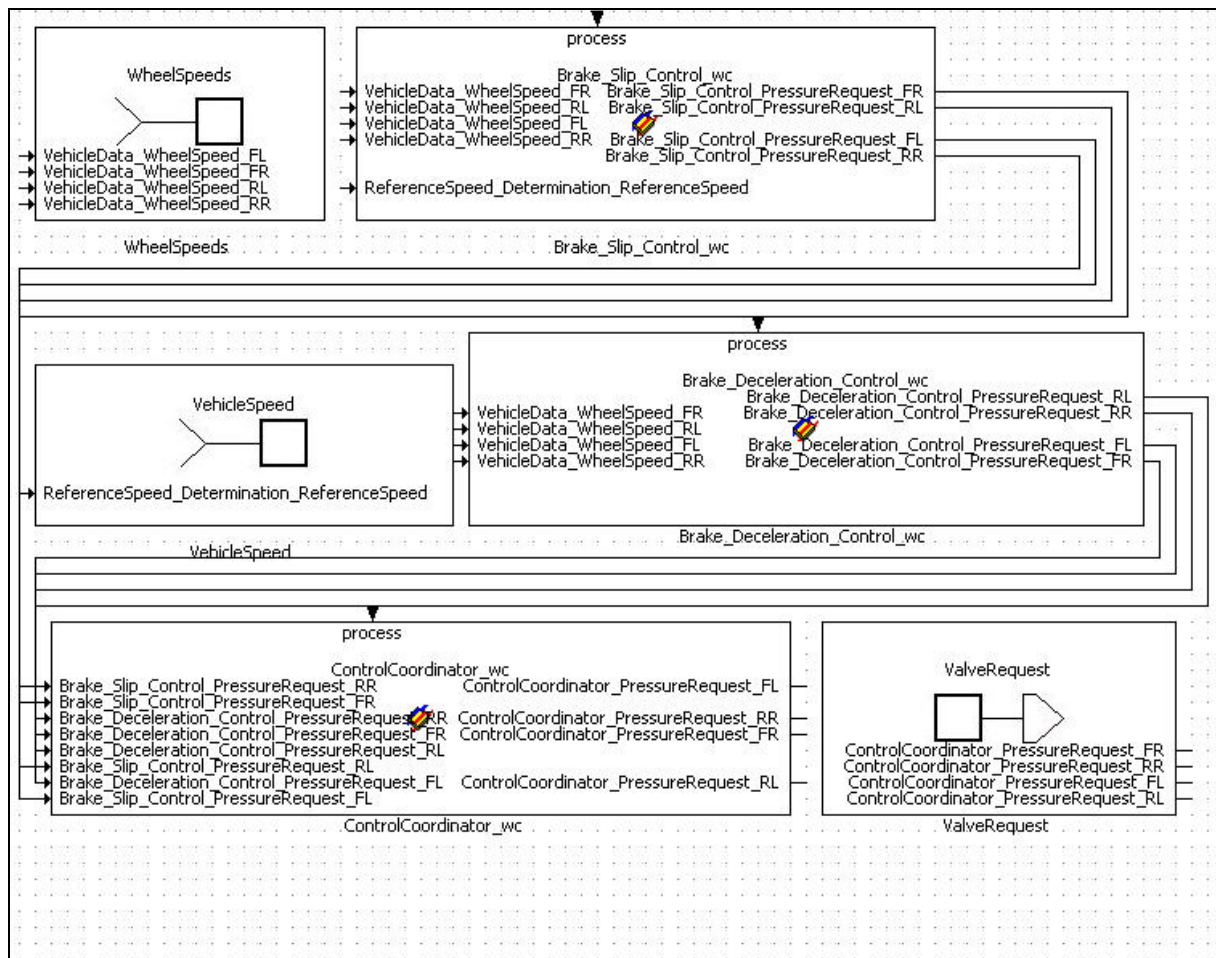 WheelSpeeds
VehicleData_WheelSpeed_FL
VehicleData_WheelSpeed_FR
VehicleData_WheelSpeed_RL
VehicleData_WheelSpeed_RR
WheelSpeeds
process
Brake_Slip_Control_wc
VehicleData_WheelSpeed_FR Brake_Slip_Control_PressureRequest_FR
VehicleData_WheelSpeed_RL Brake_Slip_Control_PressureRequest_RL
VehicleData_WheelSpeed_FL
VehicleData_WheelSpeed_RR Brake_Slip_Control_PressureRequest_FL
Brake_Slip_Control_PressureRequest_RR
ReferenceSpeed_Determination_ReferenceSpeed
Brake_Slip_Control_wc
VehicleSpeed
ReferenceSpeed_Determination_ReferenceSpeed
VehicleSpeed
process
Brake_Deceleration_Control_wc
Brake_Deceleration_Control_PressureRequest_RL
VehicleData_WheelSpeed_FR Brake_Deceleration_Control_PressureRequest_RR
VehicleData_WheelSpeed_RL
VehicleData_WheelSpeed_FL Brake_Deceleration_Control_PressureRequest_FL
VehicleData_WheelSpeed_RR Brake_Deceleration_Control_PressureRequest_FR
Brake_Deceleration_Control_wc
process
ControlCoordinator_wc
Brake_Slip_Control_PressureRequest_RR ControlCoordinator_PressureRequest_FL
Brake_Slip_Control_PressureRequest_FR
Brake_Deceleration_Control_PressureRequest_RR ControlCoordinator_PressureRequest_RR
Brake_Deceleration_Control_PressureRequest_FR ControlCoordinator_PressureRequest_FR
Brake_Deceleration_Control_PressureRequest_RL
Brake_Slip_Control_PressureRequest_RL
Brake_Deceleration_Control_PressureRequest_FL ControlCoordinator_PressureRequest_RL
Brake_Slip_Control_PressureRequest_FL
ControlCoordinator_wc
ValveRequest
ControlCoordinator_PressureRequest_FR
ControlCoordinator_PressureRequest_RR
ControlCoordinator_PressureRequest_FL
ControlCoordinator_PressureRequest_RL
ValveRequest